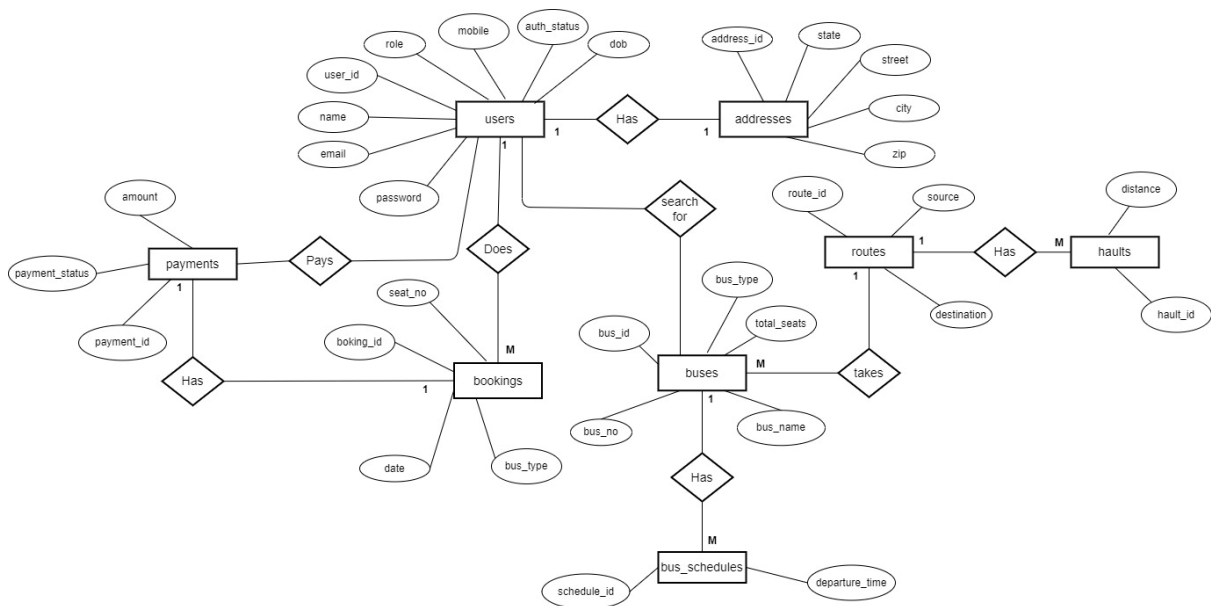 auth_status
mobile
role
dob
address_id
state
street
user_id
users
1
Has
1
addresses
city
name
email
zip
password
amount
search
for
route_id
source
distance
Does
payments
1
Pays
routes
1
1
Has
M
haults
payment_status
bus_type
seat_no
destination
hault_id
payment_id
bus_id
total_seats
boking_id
M
Has
1
bookings
buses
1
M
takes
bus_no
bus_name
date
bus_type
Has
M
bus_schedules
schedule_id
departure_time
1